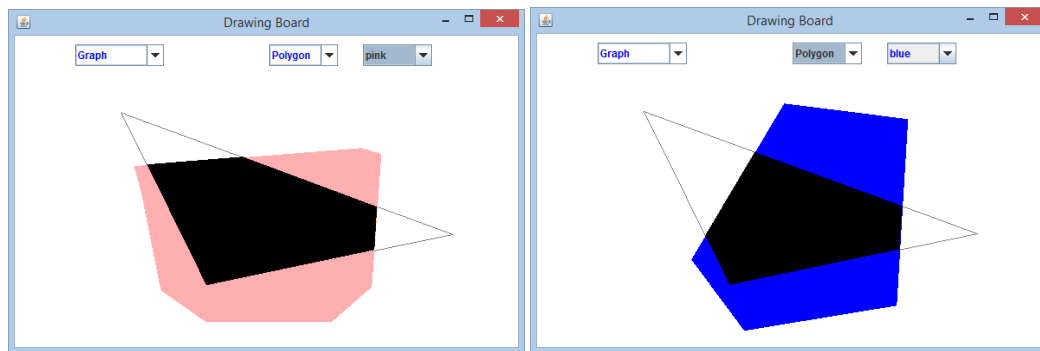 Drawing Board
Graph
Polygon
pink
Drawing Board
Graph
Polygon
blue